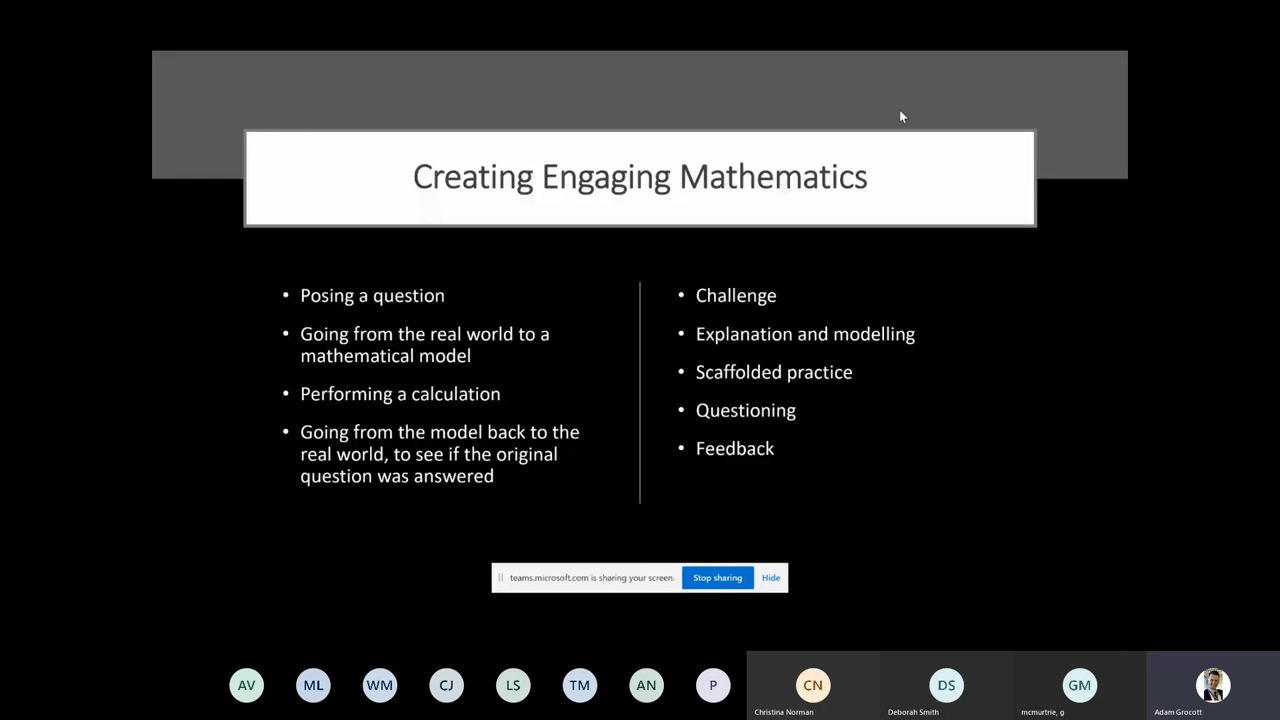 Creating Engaging Mathematics
• Posing a question
• Going from the real world to a
mathematical model
• Performing a calculation
• Going from the model back to the
real world, to see if the original
question was answered
• Challenge
• Explanation and modelling
• Scaffolded practice
• Questioning
• Feedback
teams.microsoft.com is sharing your screen. Stop sharing Hide
AV ML WM CJ LS TM AN P CN DS GM
Christina Norman Deborah Smith mcmurtrie, g Adam Grocott